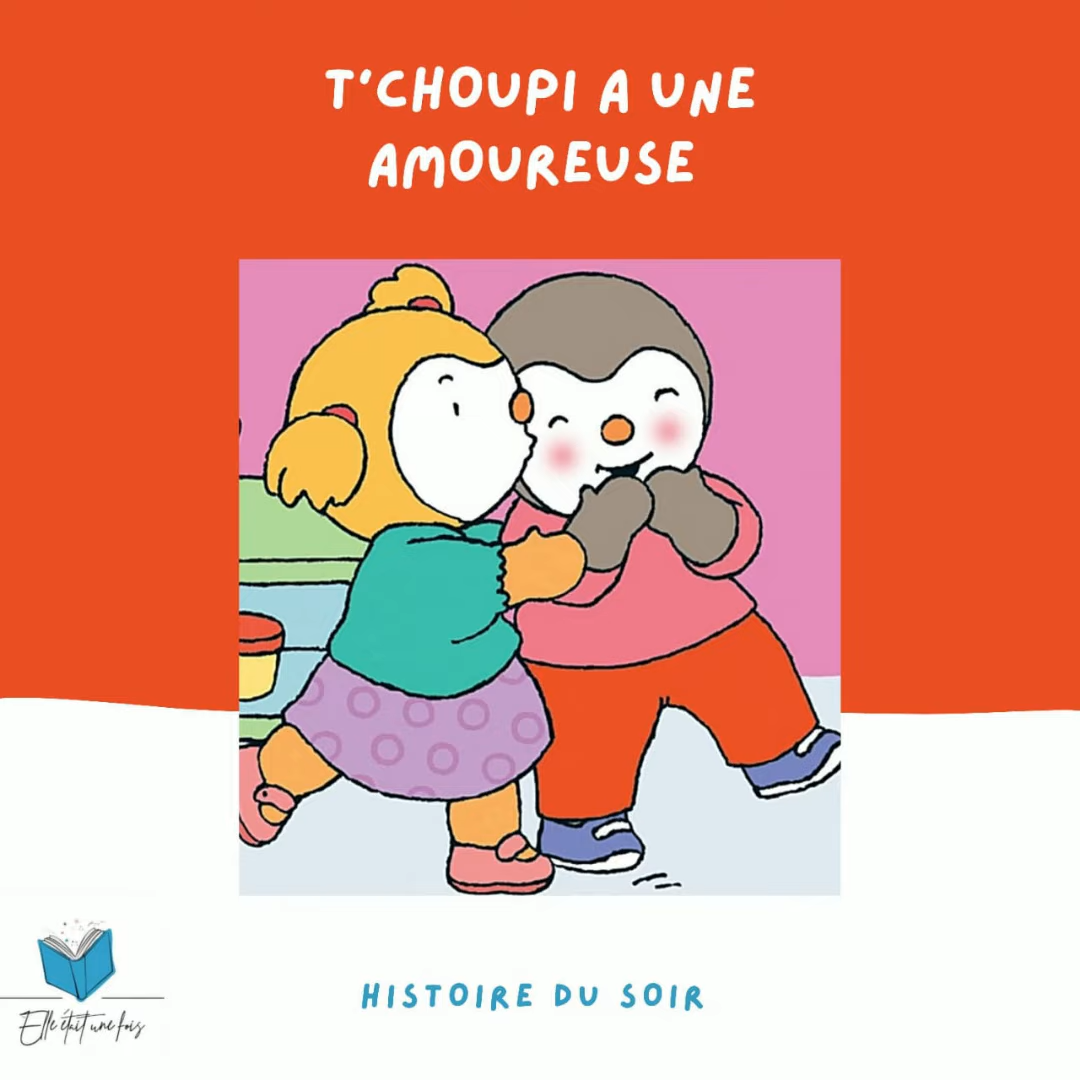 T'CHOUPI A UNE
AMOUREUSE
HISTOIRE DU SOIR
Elle était une fois